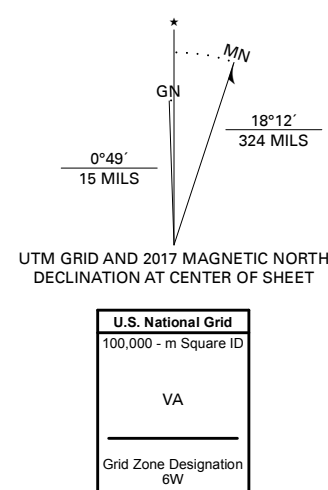 ★
MN
GN
18°12´
324 MILS
0°49´
15 MILS
UTM GRID AND 2017 MAGNETIC NORTH
DECLINATION AT CENTER OF SHEET
U.S. National Grid
100,000 - m Square ID
VA
Grid Zone Designation
6W